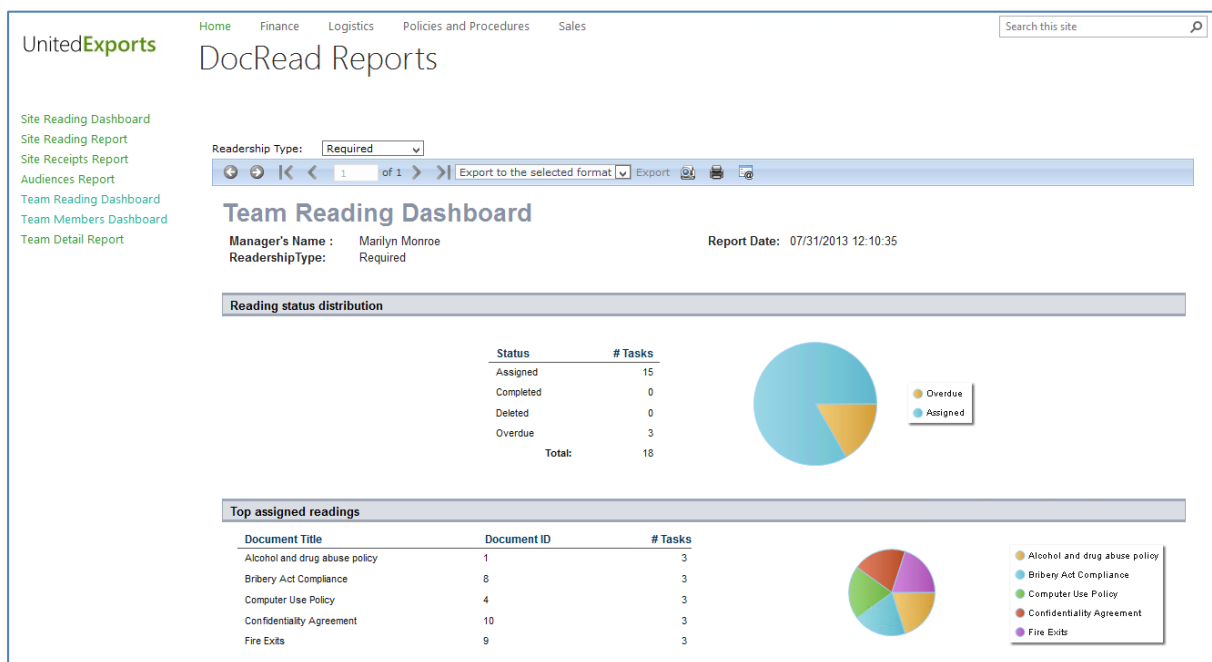 UnitedExports
Home Finance Logistics Policies and Procedures Sales
Search this site
DocRead Reports
Site Reading Dashboard
Site Reading Report
Site Receipts Report
Audiences Report
Team Reading Dashboard
Team Members Dashboard
Team Detail Report
Readership Type: Required
1 of 1 Export to the selected format Export
Team Reading Dashboard
Manager's Name : Marilyn Monroe Report Date: 07/31/2013 12:10:35
ReadershipType: Required
Reading status distribution
Status # Tasks
Assigned 15
Completed 0
Deleted 0
Overdue 3
Total: 18
Overdue
Assigned
Top assigned readings
Document Title Document ID # Tasks
Alcohol and drug abuse policy 1 3
Bribery Act Compliance 8 3
Computer Use Policy 4 3
Confidentiality Agreement 10 3
Fire Exits 9 3
Alcohol and drug abuse policy
Bribery Act Compliance
Computer Use Policy
Confidentiality Agreement
Fire Exits